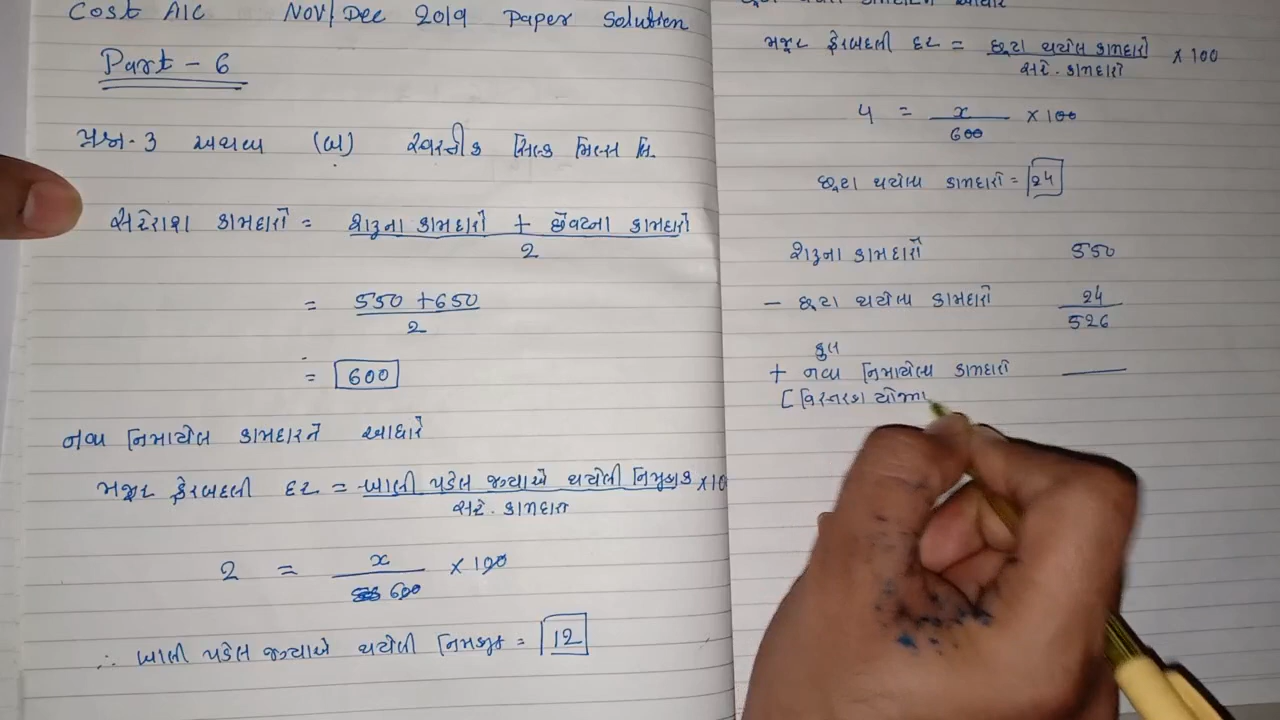 Cost A/c Nov/Dec 2019 Paper Solution
Part - 6
પ્રશ્ન-3 અથવા (બ) સિલ્ક મિલ્સ લિ.
સરેરાશ કામદારો = શરૂના કામદારો + છેવટના કામદારો
2
= 550 + 650
2
= 600
નવા નિમાયેલ કામદારને આધારે
મજૂર ફેરબદલી દર = ખાલી પડેલ જગ્યાએ થયેલી નિમણૂક × 10
સરે. કામદારો
2 = x × 100
600
∴ ખાલી પડેલ જગ્યાએ થયેલી નિમણૂક = 12
મજૂર ફેરબદલી દર = છૂટા થયેલ કામદારો × 100
સરે. કામદારો
4 = x × 100
600
છૂટા થયેલા કામદારો = 24
શરૂના કામદારો 550
- છૂટા થયેલા કામદારો 24
526
કુલ
+ નવા નિમાયેલા કામદારો
[વિસ્તરણ યોજના